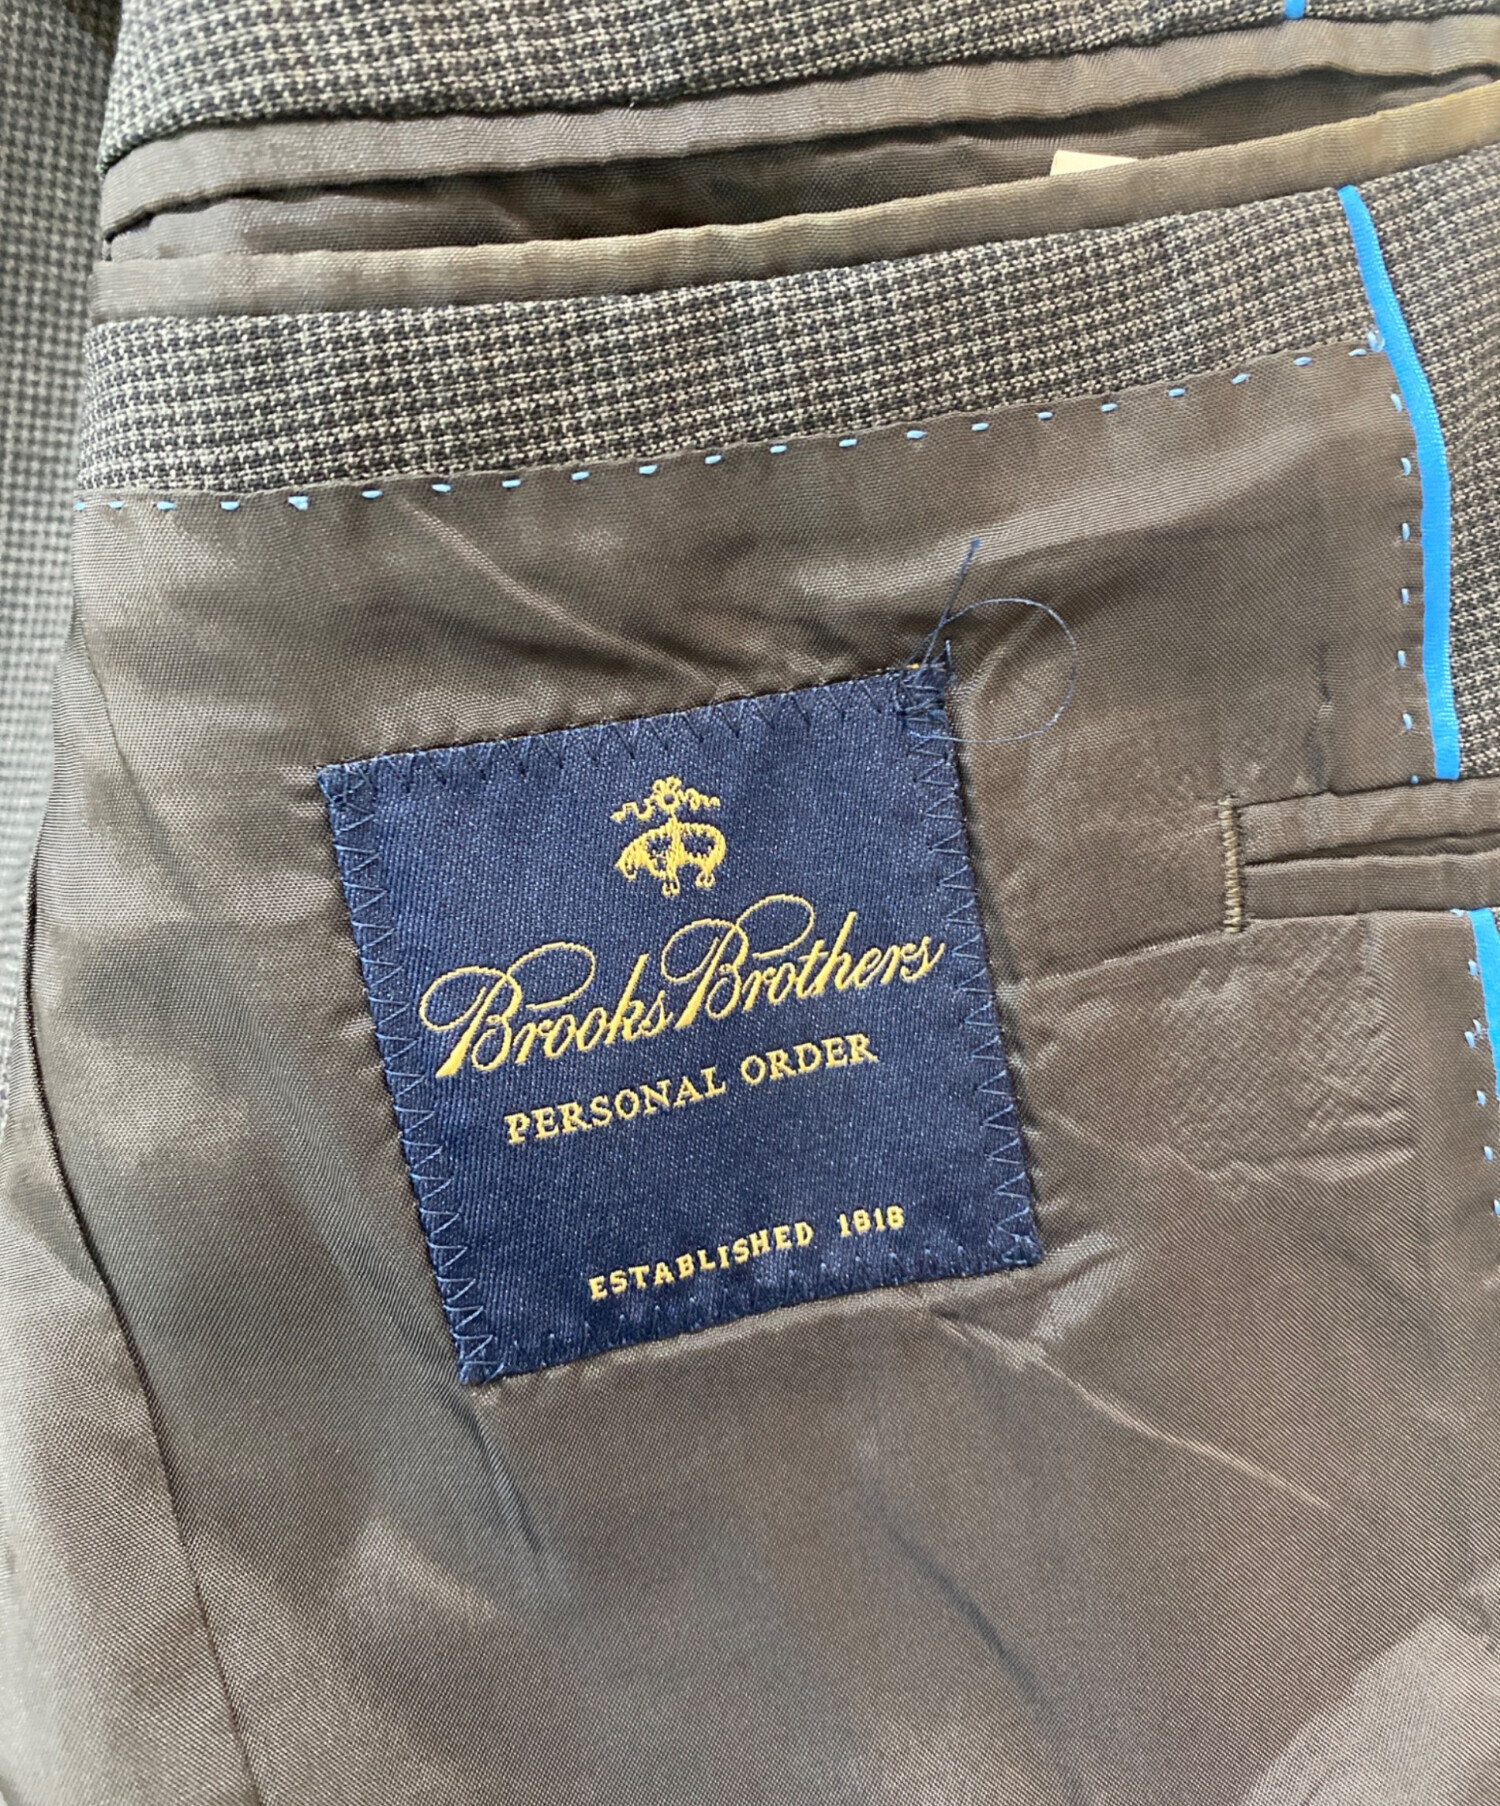 Brooks Brothers
PERSONAL ORDER
ESTABLISHED 1818